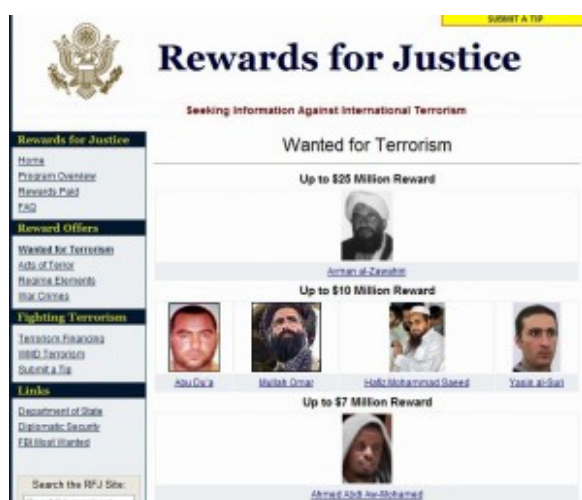 SUBMIT A TIP
Rewards for Justice
Seeking Information Against International Terrorism
Rewards for Justice
Home
Program Overview
Rewards Paid
FAQ
Reward Offers
Wanted for Terrorism
Acts of Terror
Regime Elements
War Crimes
Fighting Terrorism
Terrorism Financing
WMD Terrorism
Submit a Tip
Links
Department of State
Diplomatic Security
FBI Most Wanted
Search the RFJ Site:
Wanted for Terrorism
Up to $25 Million Reward
Ayman al-Zawahiri
Up to $10 Million Reward
Abu Du'a
Mullah Omar
Hafiz Mohammad Saeed
Yasin al-Suri
Up to $7 Million Reward
Ahmed Abdi Aw-Mohamed